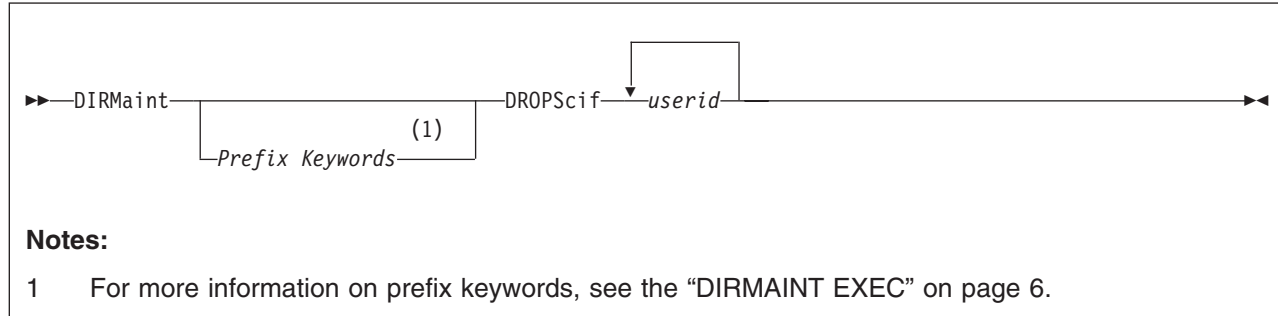 DIRMaint DROPScif userid
(1)
Prefix Keywords
Notes:
1 For more information on prefix keywords, see the “DIRMAINT EXEC” on page 6.